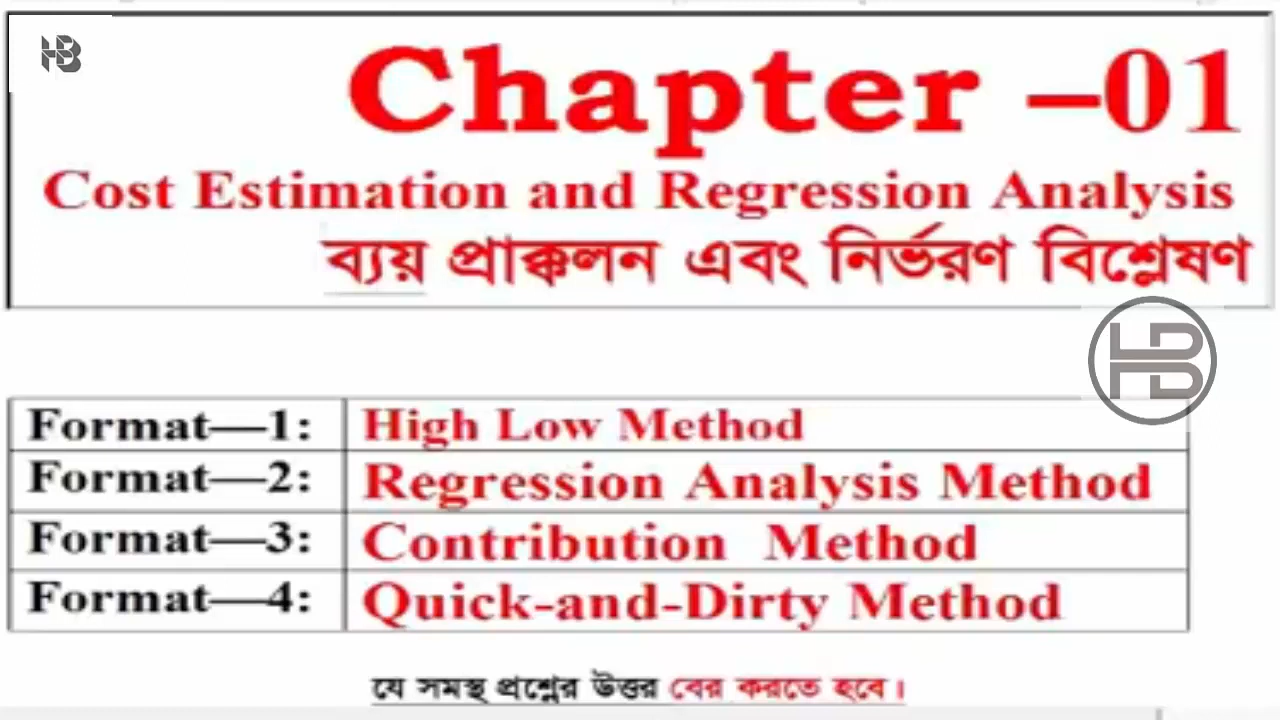 HB
Chapter –01
Cost Estimation and Regression Analysis
ব্যয় প্রাক্কলন এবং নির্ভরণ বিশ্লেষণ
HB
Format—1: High Low Method
Format—2: Regression Analysis Method
Format—3: Contribution Method
Format—4: Quick-and-Dirty Method
যে সমস্থ প্রশ্নের উত্তর বের করতে হবে।